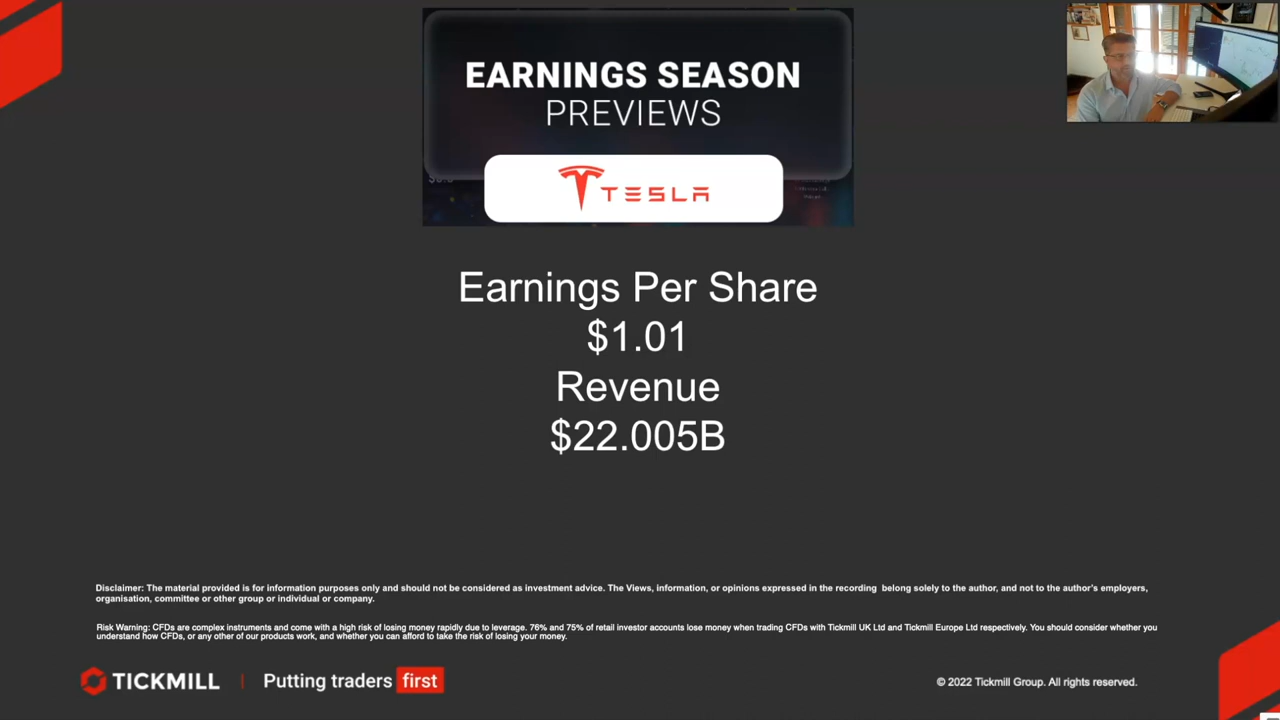 EARNINGS SEASON
PREVIEWS
TESLA
Earnings Per Share
$1.01
Revenue
$22.005B
Disclaimer: The material provided is for information purposes only and should not be considered as investment advice. The Views, information, or opinions expressed in the recording belong solely to the author, and not to the author's employers,
organisation, committee or other group or individual or company.
Risk Warning: CFDs are complex instruments and come with a high risk of losing money rapidly due to leverage. 76% and 75% of retail investor accounts lose money when trading CFDs with Tickmill UK Ltd and Tickmill Europe Ltd respectively. You should consider whether you
understand how CFDs, or any other of our products work, and whether you can afford to take the risk of losing your money.
TICKMILL | Putting traders first
© 2022 Tickmill Group. All rights reserved.